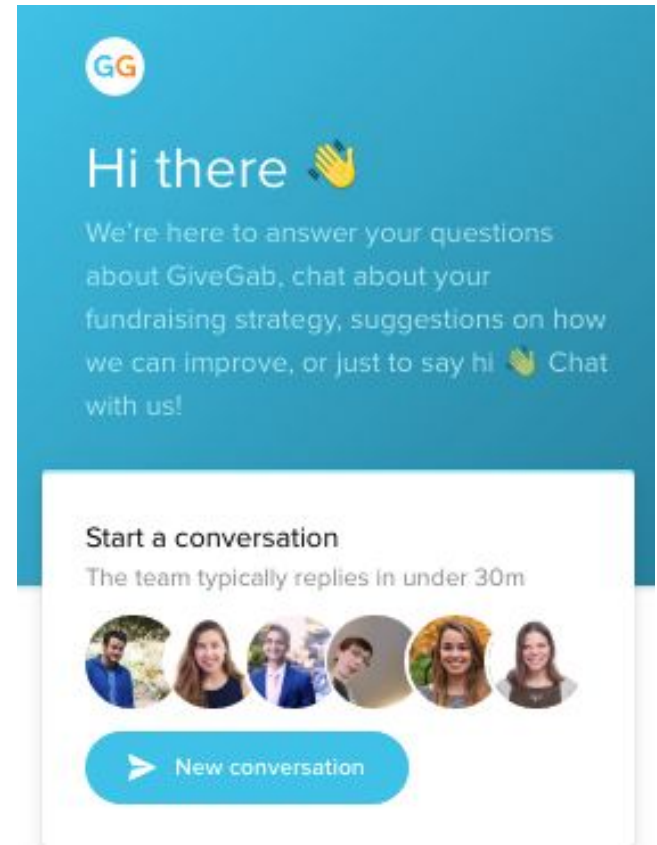 GG
Hi there 👋
We're here to answer your questions
about GiveGab, chat about your
fundraising strategy, suggestions on how
we can improve, or just to say hi 👋 Chat
with us!
Start a conversation
The team typically replies in under 30m
New conversation